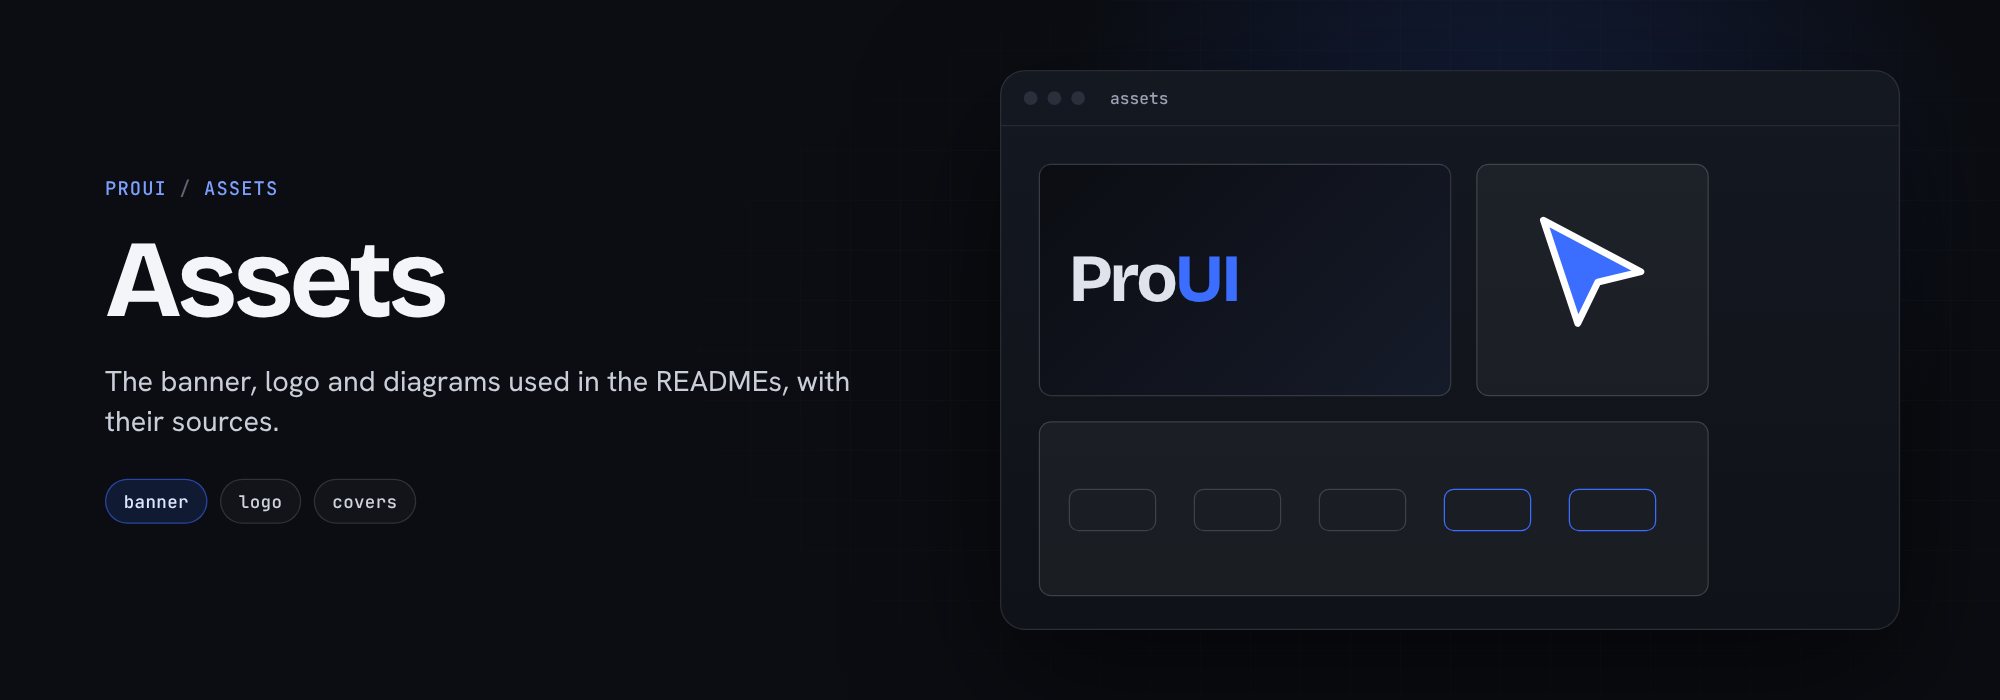 PROUI / ASSETS
Assets
The banner, logo and diagrams used in the READMEs, with
their sources.
banner
logo
covers
assets
ProUI